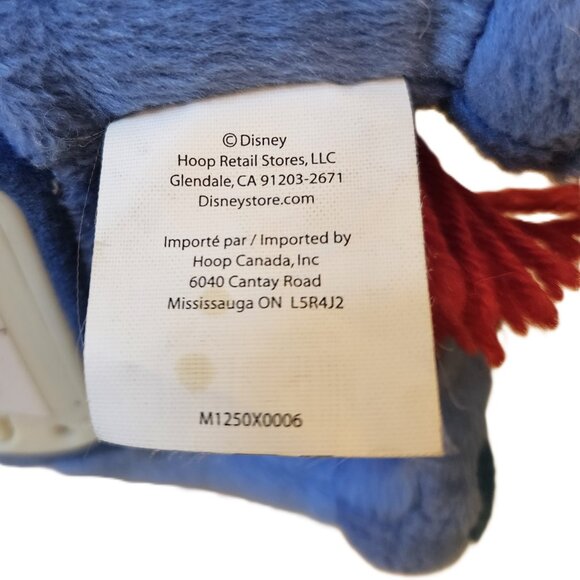 © Disney
Hoop Retail Stores, LLC
Glendale, CA 91203-2671
Disneystore.com
Importé par / Imported by
Hoop Canada, Inc
6040 Cantay Road
Mississauga ON L5R4J2
M1250X0006